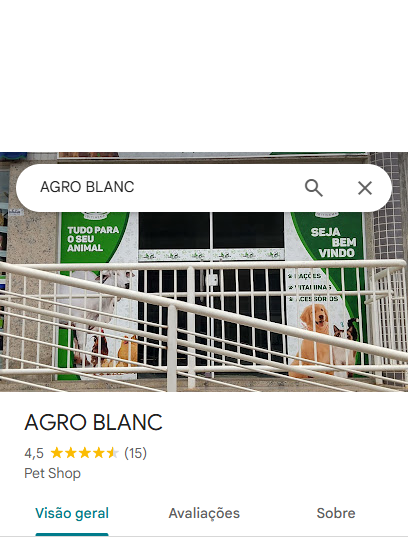 AGRO BLANC
TUDO PARA
O SEU
ANIMAL
SEJA
BEM
VINDO
RAÇÕES
VITAMINAS
ACESSÓRIOS
AGRO BLANC
4,5 (15)
Pet Shop
Visão geral Avaliações Sobre